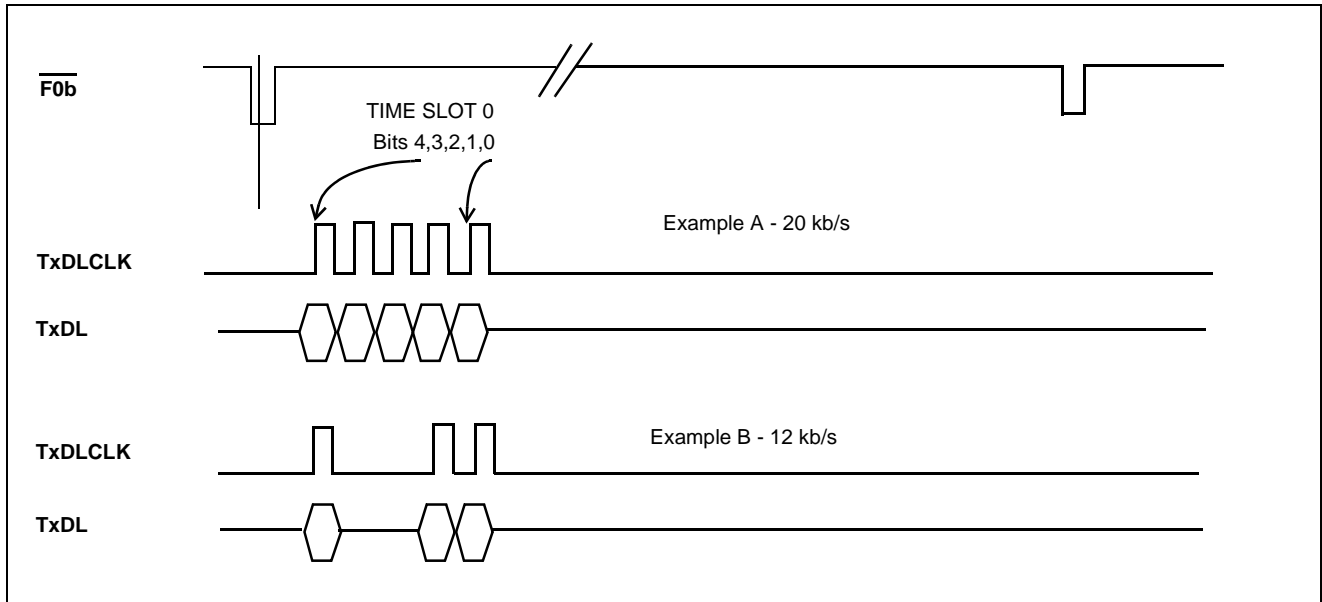 F0b
TIME SLOT 0
Bits 4,3,2,1,0
Example A - 20 kb/s
TxDLCLK
TxDL
Example B - 12 kb/s
TxDLCLK
TxDL